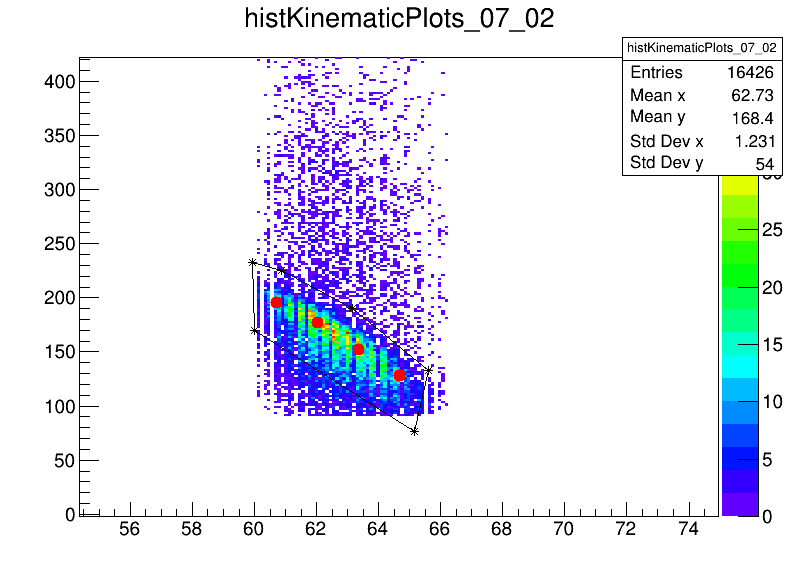 histKinematicPlots_07_02
histKinematicPlots_07_02
Entries 16426
Mean x 62.73
Mean y 168.4
Std Dev x 1.231
Std Dev y 54
400
350
300
250
200
150
100
50
0
56 58 60 62 64 66 68 70 72 74
25
20
15
10
5
0